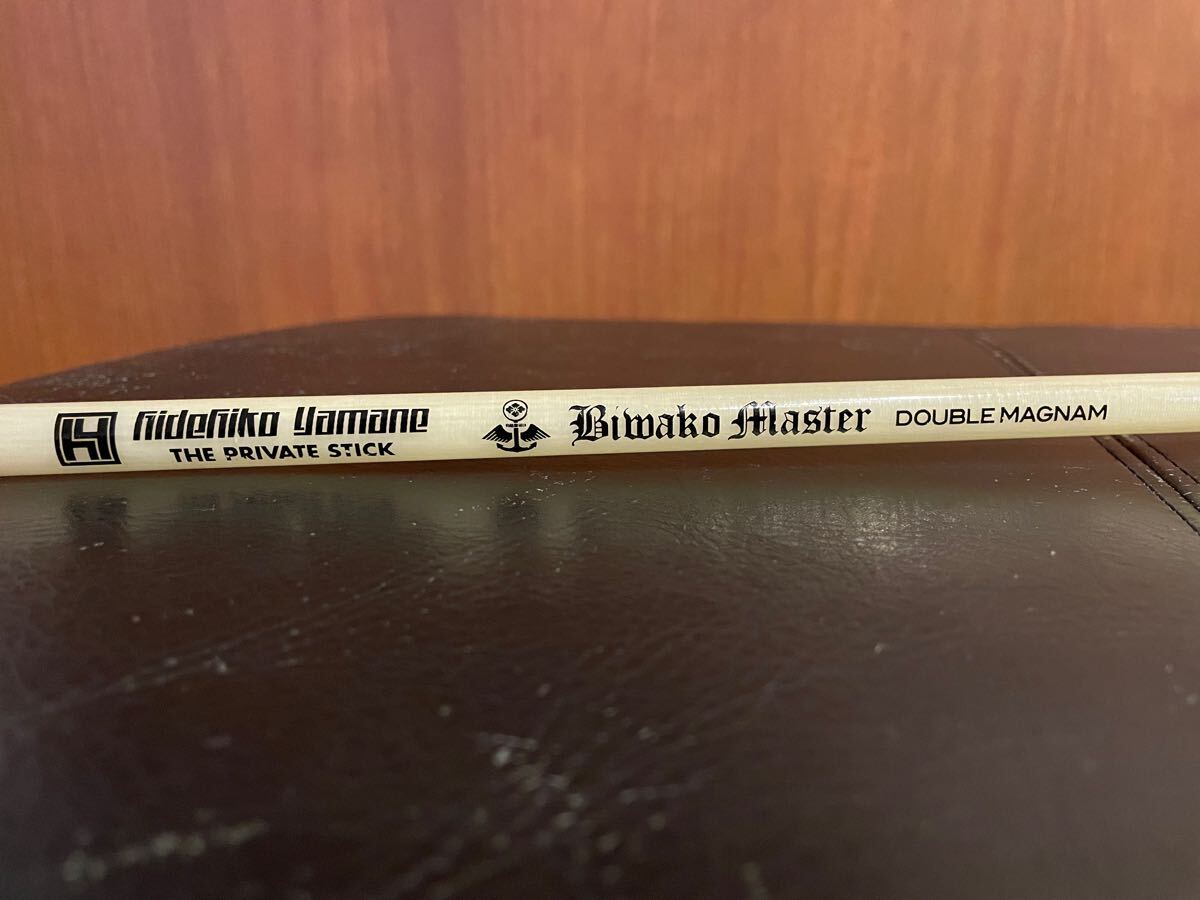 hidehiko yamane
THE PRIVATE STICK
Biwako Master DOUBLE MAGNAM